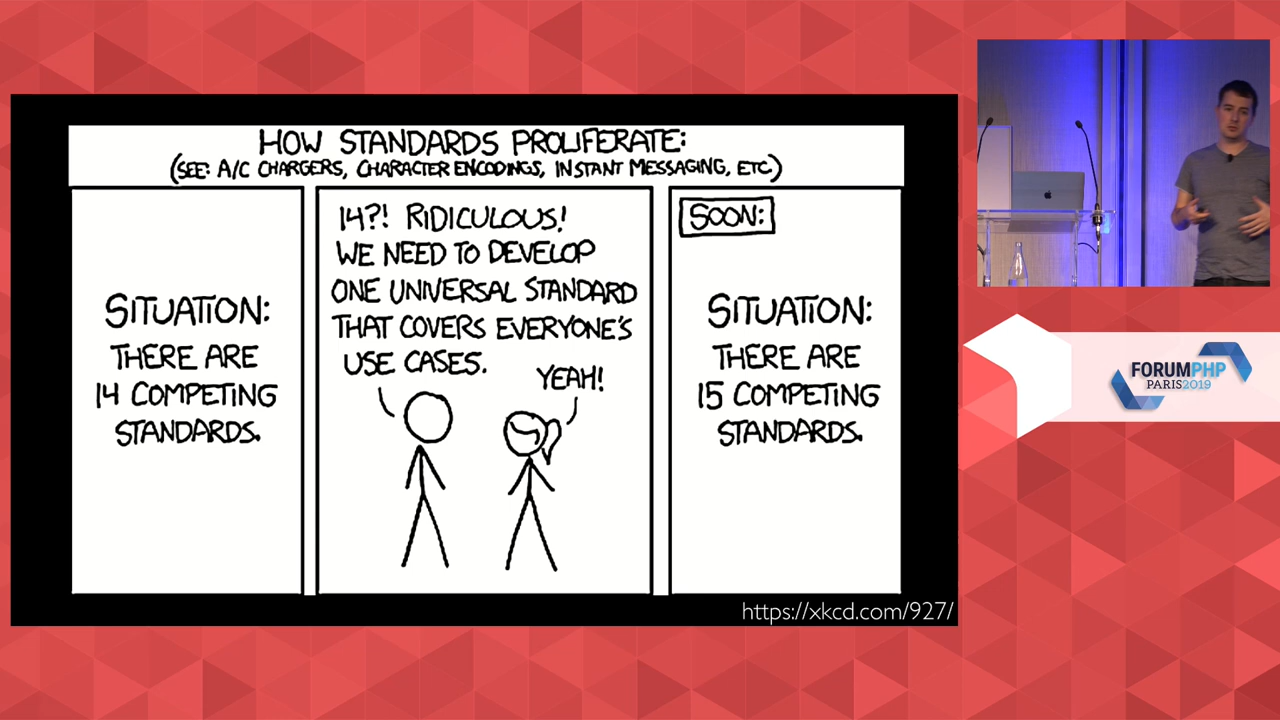 HOW STANDARDS PROLIFERATE:
(SEE: A/C CHARGERS, CHARACTER ENCODINGS, INSTANT MESSAGING, ETC.)
SITUATION:
THERE ARE
14 COMPETING
STANDARDS.
14?! RIDICULOUS!
WE NEED TO DEVELOP
ONE UNIVERSAL STANDARD
THAT COVERS EVERYONE'S
USE CASES.
YEAH!
SOON:
SITUATION:
THERE ARE
15 COMPETING
STANDARDS.
https://xkcd.com/927/
FORUMPHP
PARIS2019